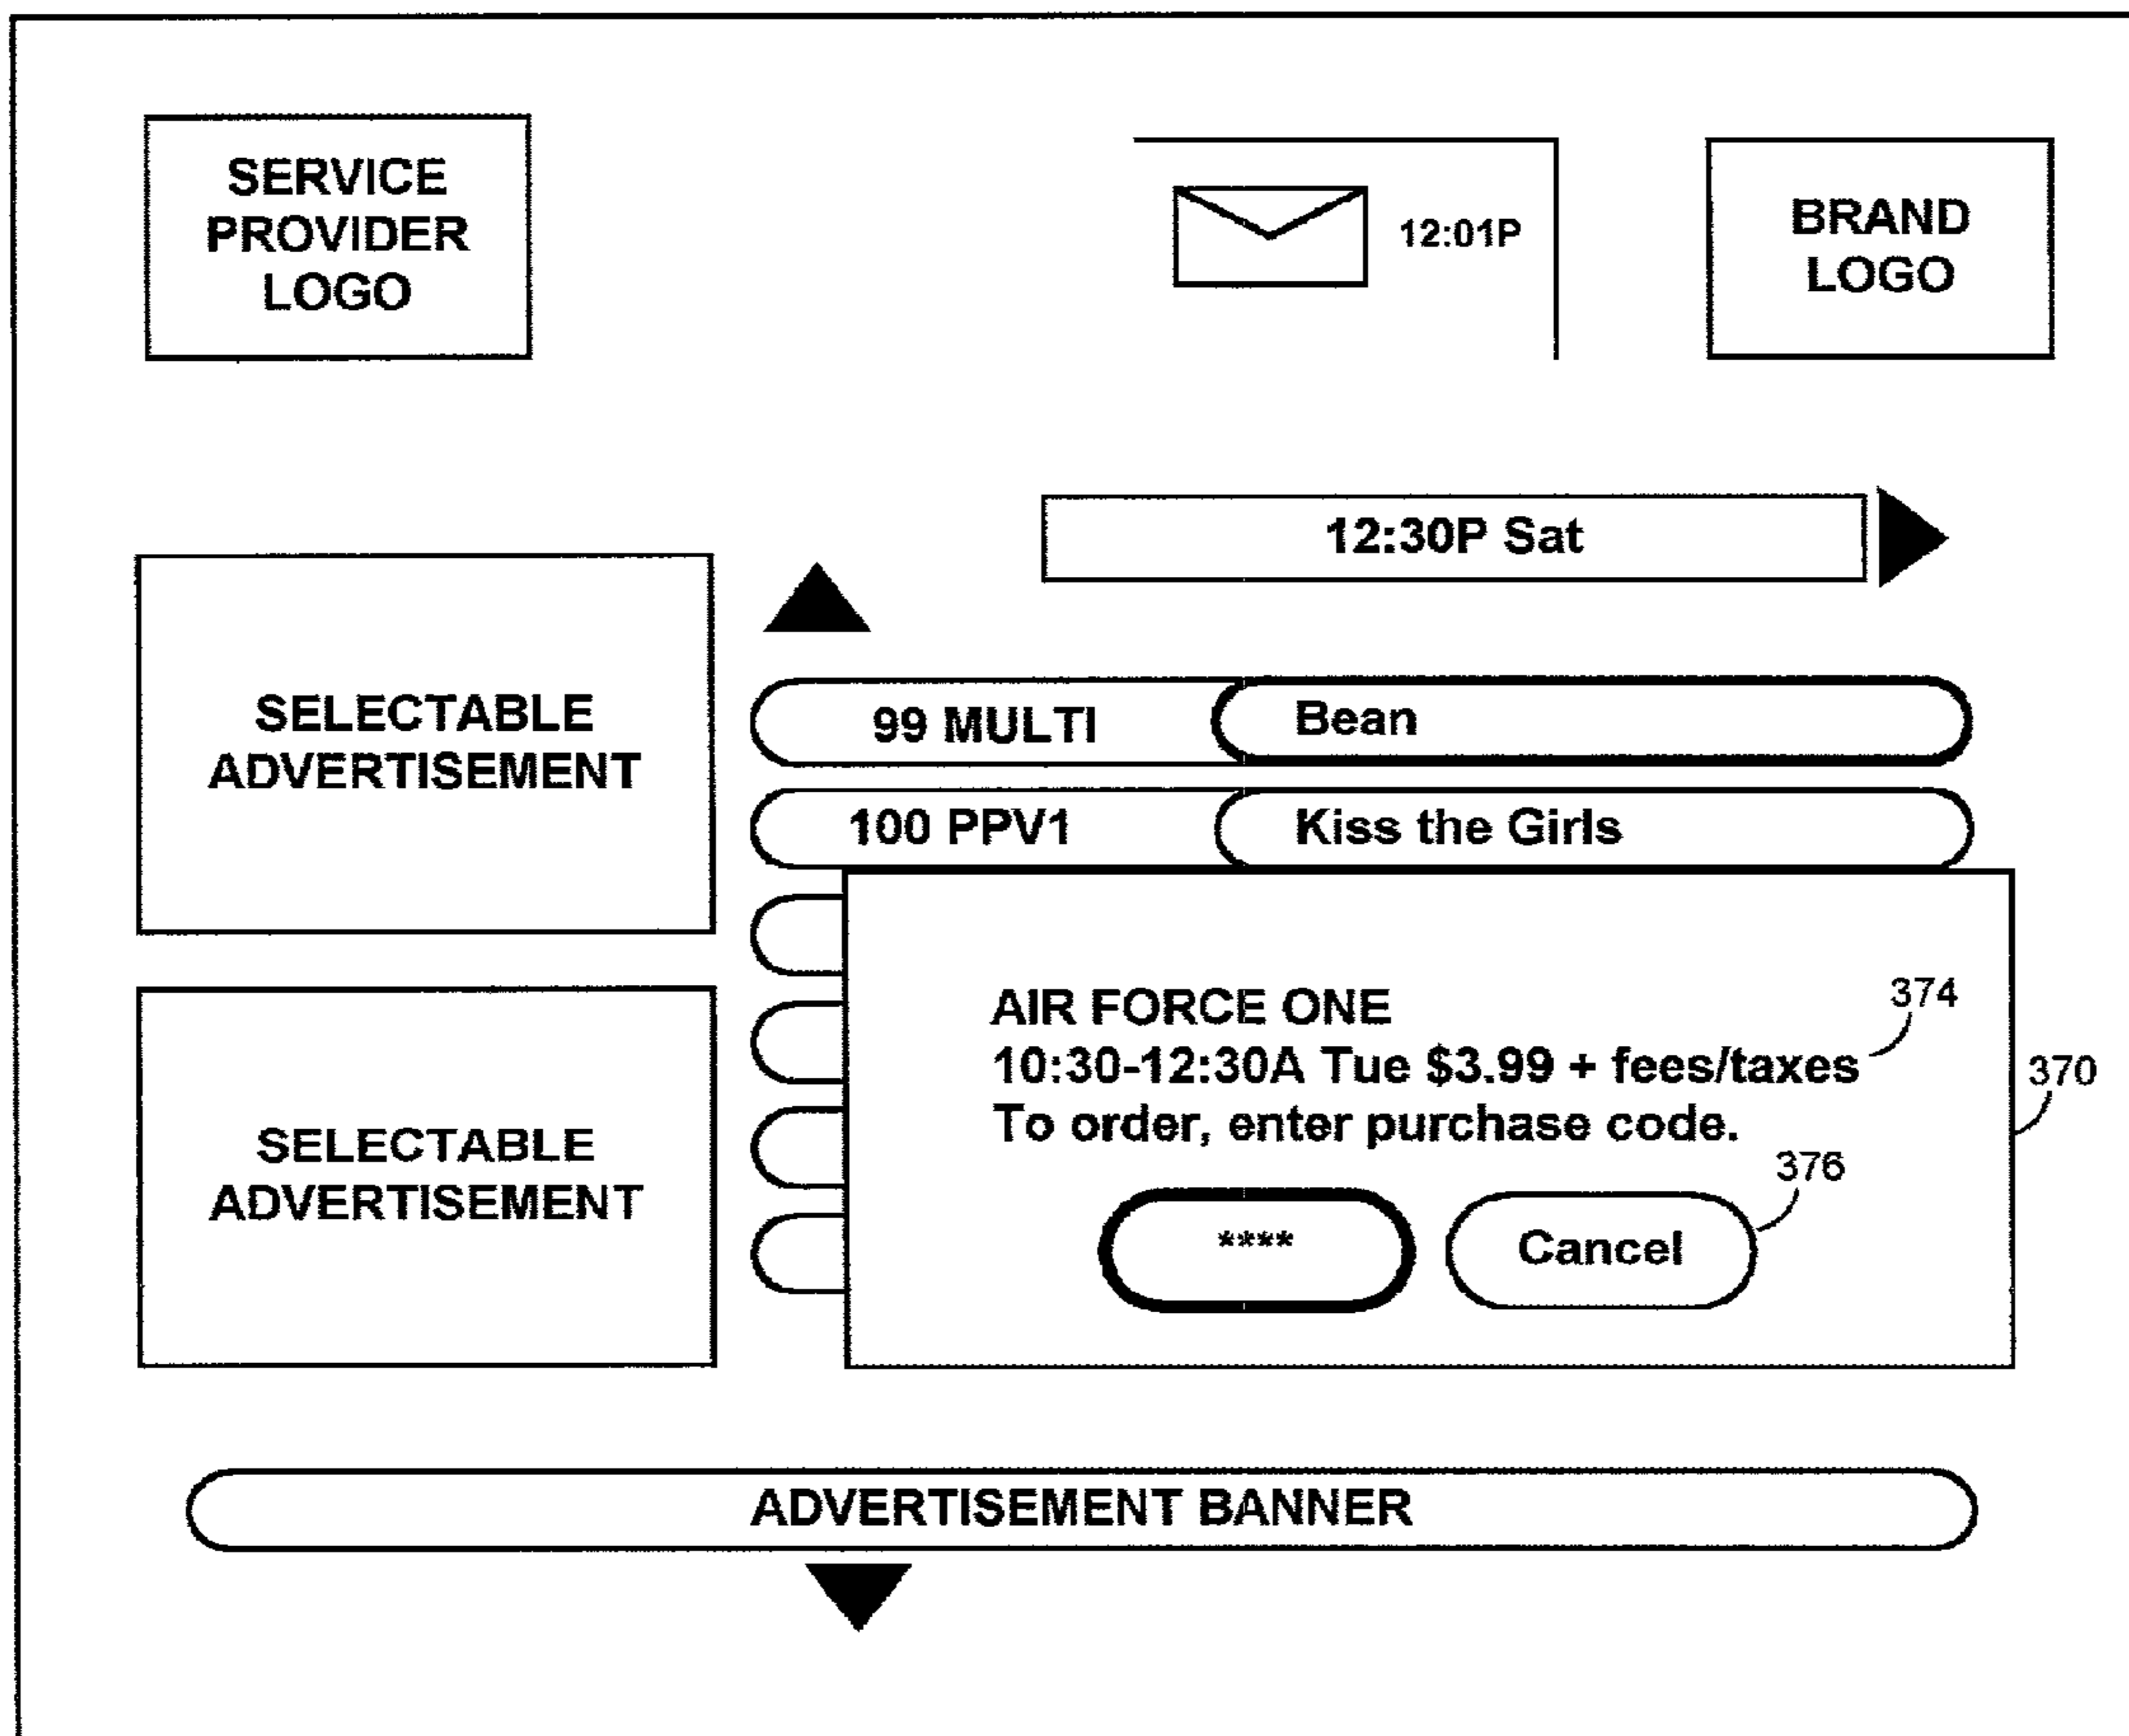 SERVICE
PROVIDER
LOGO
12:01P
BRAND
LOGO
12:30P Sat
SELECTABLE
ADVERTISEMENT
99 MULTI Bean
100 PPV1 Kiss the Girls
AIR FORCE ONE
374
10:30-12:30A Tue $3.99 + fees/taxes
370
To order, enter purchase code.
376
**** Cancel
SELECTABLE
ADVERTISEMENT
ADVERTISEMENT BANNER